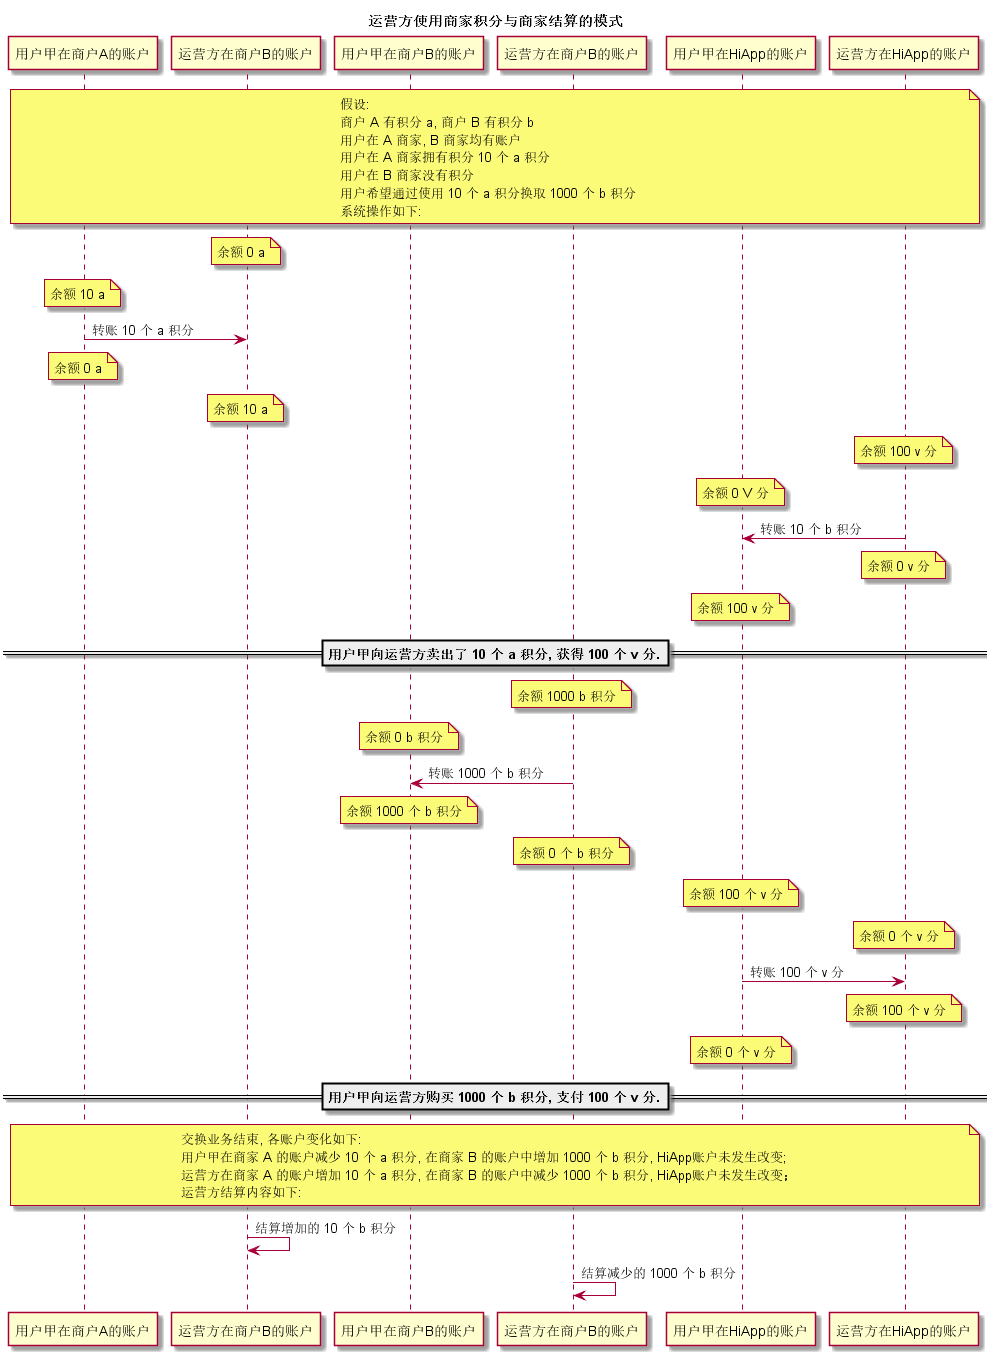 运营方使用商家积分与商家结算的模式
用户甲在商户A的账户
运营方在商户B的账户
用户甲在商户B的账户
运营方在商户B的账户
用户甲在HiApp的账户
运营方在HiApp的账户
假设:
商户 A 有积分 a, 商户 B 有积分 b
用户在 A 商家, B 商家均有账户
用户在 A 商家拥有积分 10 个 a 积分
用户在 B 商家没有积分
用户希望通过使用 10 个 a 积分换取 1000 个 b 积分
系统操作如下:
余额 0 a
余额 10 a
转账 10 个 a 积分
余额 0 a
余额 10 a
余额 100 v 分
余额 0 V 分
转账 10 个 b 积分
余额 0 v 分
余额 100 v 分
用户甲向运营方卖出了 10 个 a 积分, 获得 100 个 v 分.
余额 1000 b 积分
余额 0 b 积分
转账 1000 个 b 积分
余额 1000 个 b 积分
余额 0 个 b 积分
余额 100 个 v 分
余额 0 个 v 分
转账 100 个 v 分
余额 100 个 v 分
余额 0 个 v 分
用户甲向运营方购买 1000 个 b 积分, 支付 100 个 v 分.
交换业务结束, 各账户变化如下:
用户甲在商家 A 的账户减少 10 个 a 积分, 在商家 B 的账户中增加 1000 个 b 积分, HiApp账户未发生改变;
运营方在商家 A 的账户增加 10 个 a 积分, 在商家 B 的账户中减少 1000 个 b 积分, HiApp账户未发生改变；
运营方结算内容如下:
结算增加的 10 个 b 积分
结算减少的 1000 个 b 积分
用户甲在商户A的账户
运营方在商户B的账户
用户甲在商户B的账户
运营方在商户B的账户
用户甲在HiApp的账户
运营方在HiApp的账户